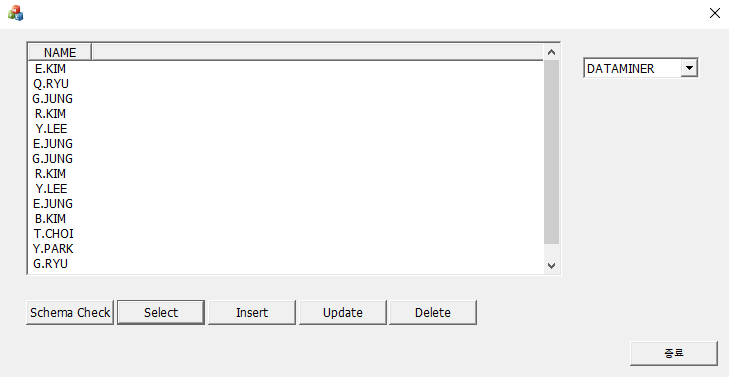 NAME
E.KIM
Q.RYU
G.JUNG
R.KIM
Y.LEE
E.JUNG
G.JUNG
R.KIM
Y.LEE
E.JUNG
B.KIM
T.CHOI
Y.PARK
G.RYU
DATAMINER
Schema Check
Select
Insert
Update
Delete
종료